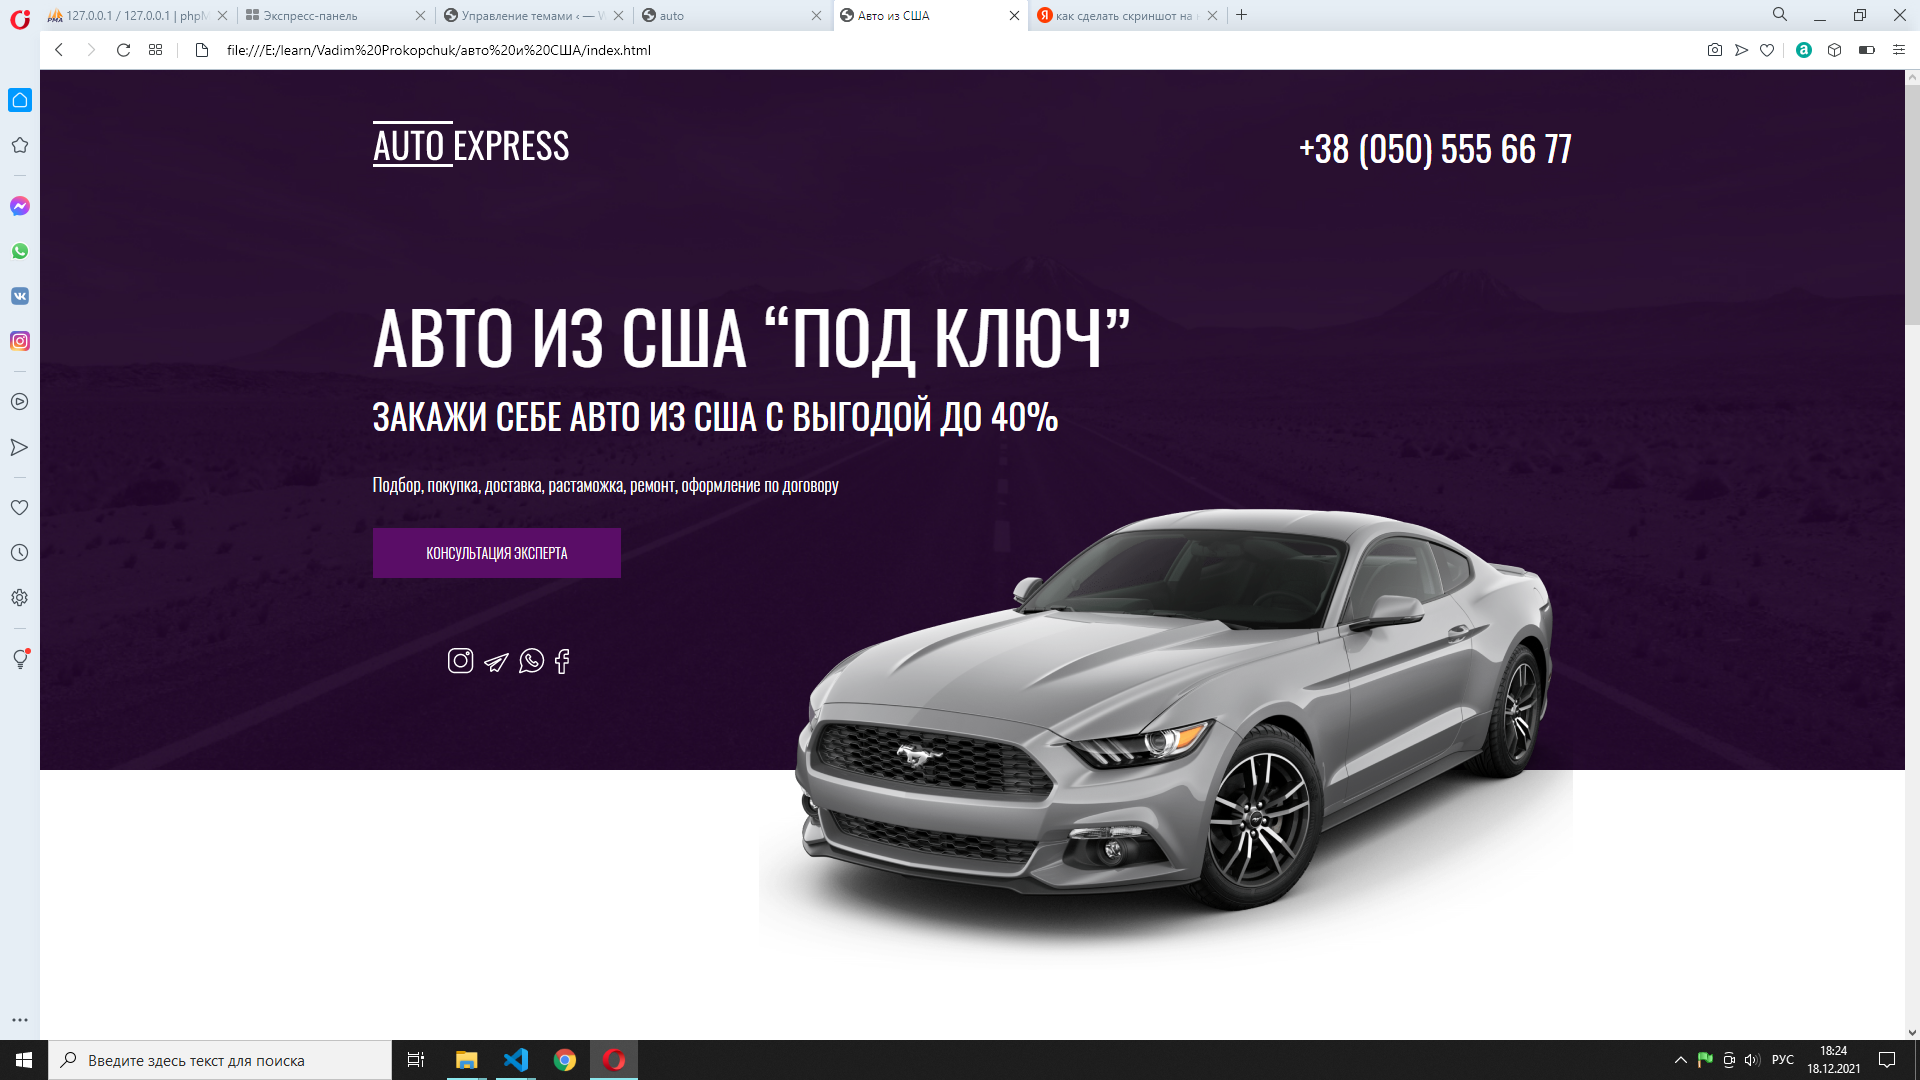 127.0.0.1 / 127.0.0.1 | phpM
Экспресс-панель
Управление темами ‹ — W
auto
Авто из США
как сделать скриншот на
file:///E:/learn/Vadim%20Prokopchuk/авто%20и%20США/index.html
AUTO EXPRESS
+38 (050) 555 66 77
АВТО ИЗ США “ПОД КЛЮЧ”
ЗАКАЖИ СЕБЕ АВТО ИЗ США С ВЫГОДОЙ ДО 40%
Подбор, покупка, доставка, растаможка, ремонт, оформление по договору
КОНСУЛЬТАЦИЯ ЭКСПЕРТА
Введите здесь текст для поиска
РУС
18:24
18.12.2021